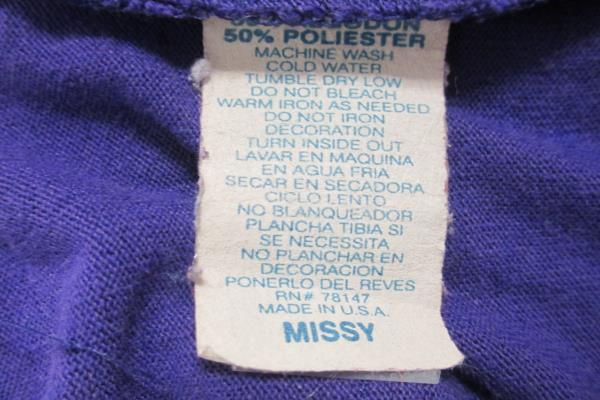 50% POLIESTER
MACHINE WASH
COLD WATER
TUMBLE DRY LOW
DO NOT BLEACH
WARM IRON AS NEEDED
DO NOT IRON
DECORATION
TURN INSIDE OUT
LAVAR EN MAQUINA
EN AGUA FRIA
SECAR EN SECADORA
CICLO LENTO
NO BLANQUEADOR
PLANCHA TIBIA SI
SE NECESSITA
NO PLANCHAR EN
DECORACION
PONERLO DEL REVES
RN# 78147
MADE IN U.S.A.
MISSY